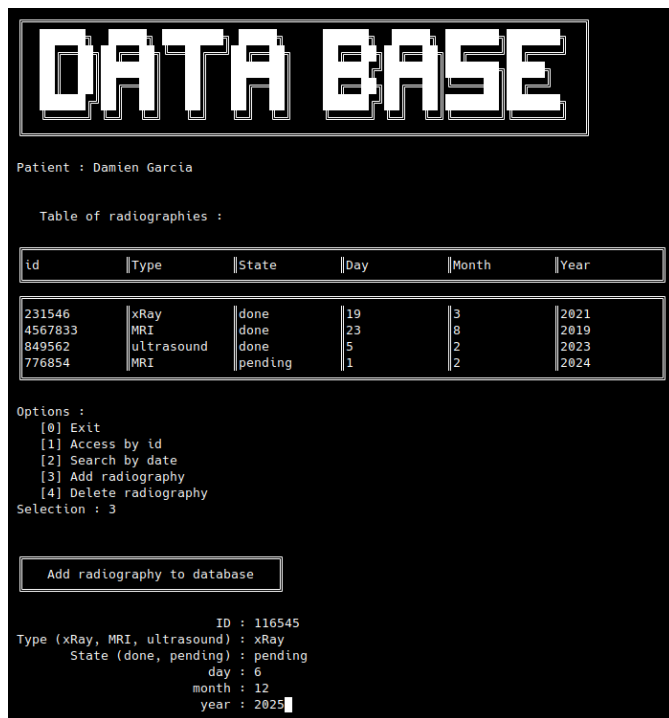 DATA BASE
Patient : Damien Garcia
Table of radiographies :
id Type State Day Month Year
231546 xRay done 19 3 2021
4567833 MRI done 23 8 2019
849562 ultrasound done 5 2 2023
776854 MRI pending 1 2 2024
Options :
[0] Exit
[1] Access by id
[2] Search by date
[3] Add radiography
[4] Delete radiography
Selection : 3
Add radiography to database
ID : 116545
Type (xRay, MRI, ultrasound) : xRay
State (done, pending) : pending
day : 6
month : 12
year : 2025